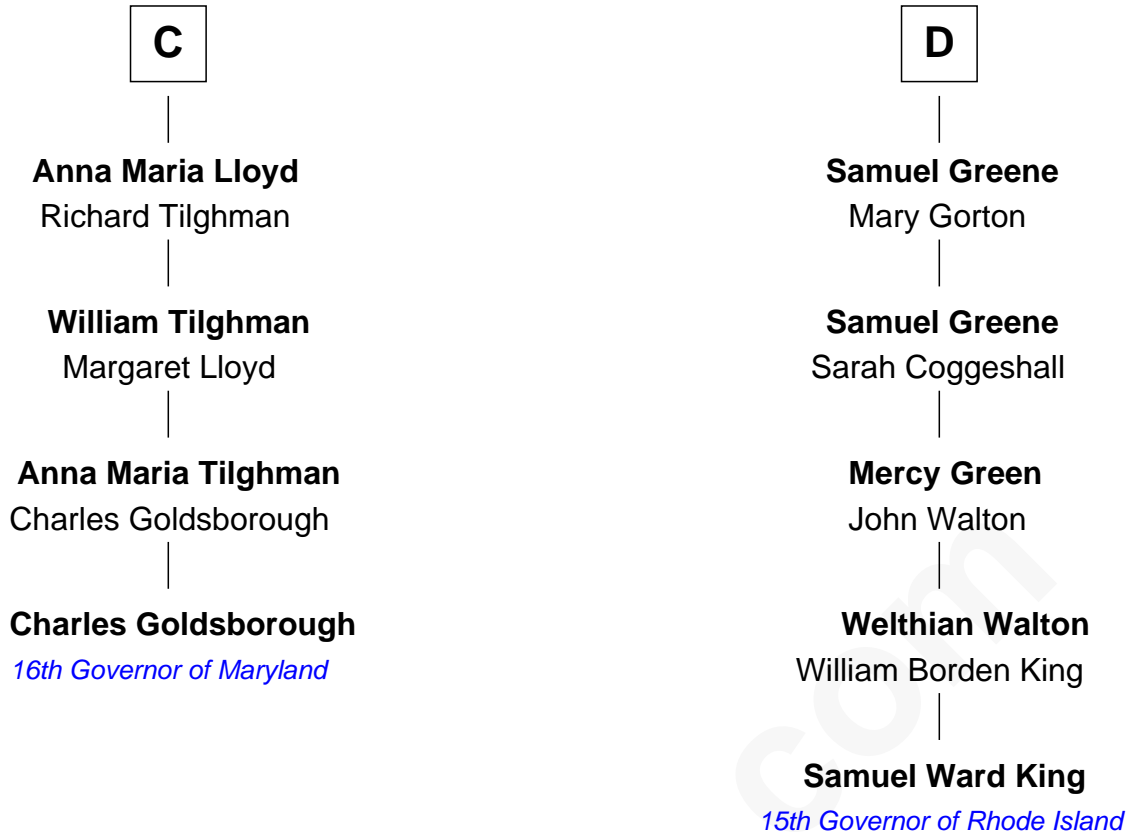 C
Anna Maria Lloyd
Richard Tilghman
William Tilghman
Margaret Lloyd
Anna Maria Tilghman
Charles Goldsborough
Charles Goldsborough
16th Governor of Maryland
D
Samuel Greene
Mary Gorton
Samuel Greene
Sarah Coggeshall
Mercy Green
John Walton
Welthian Walton
William Borden King
Samuel Ward King
15th Governor of Rhode Island
com